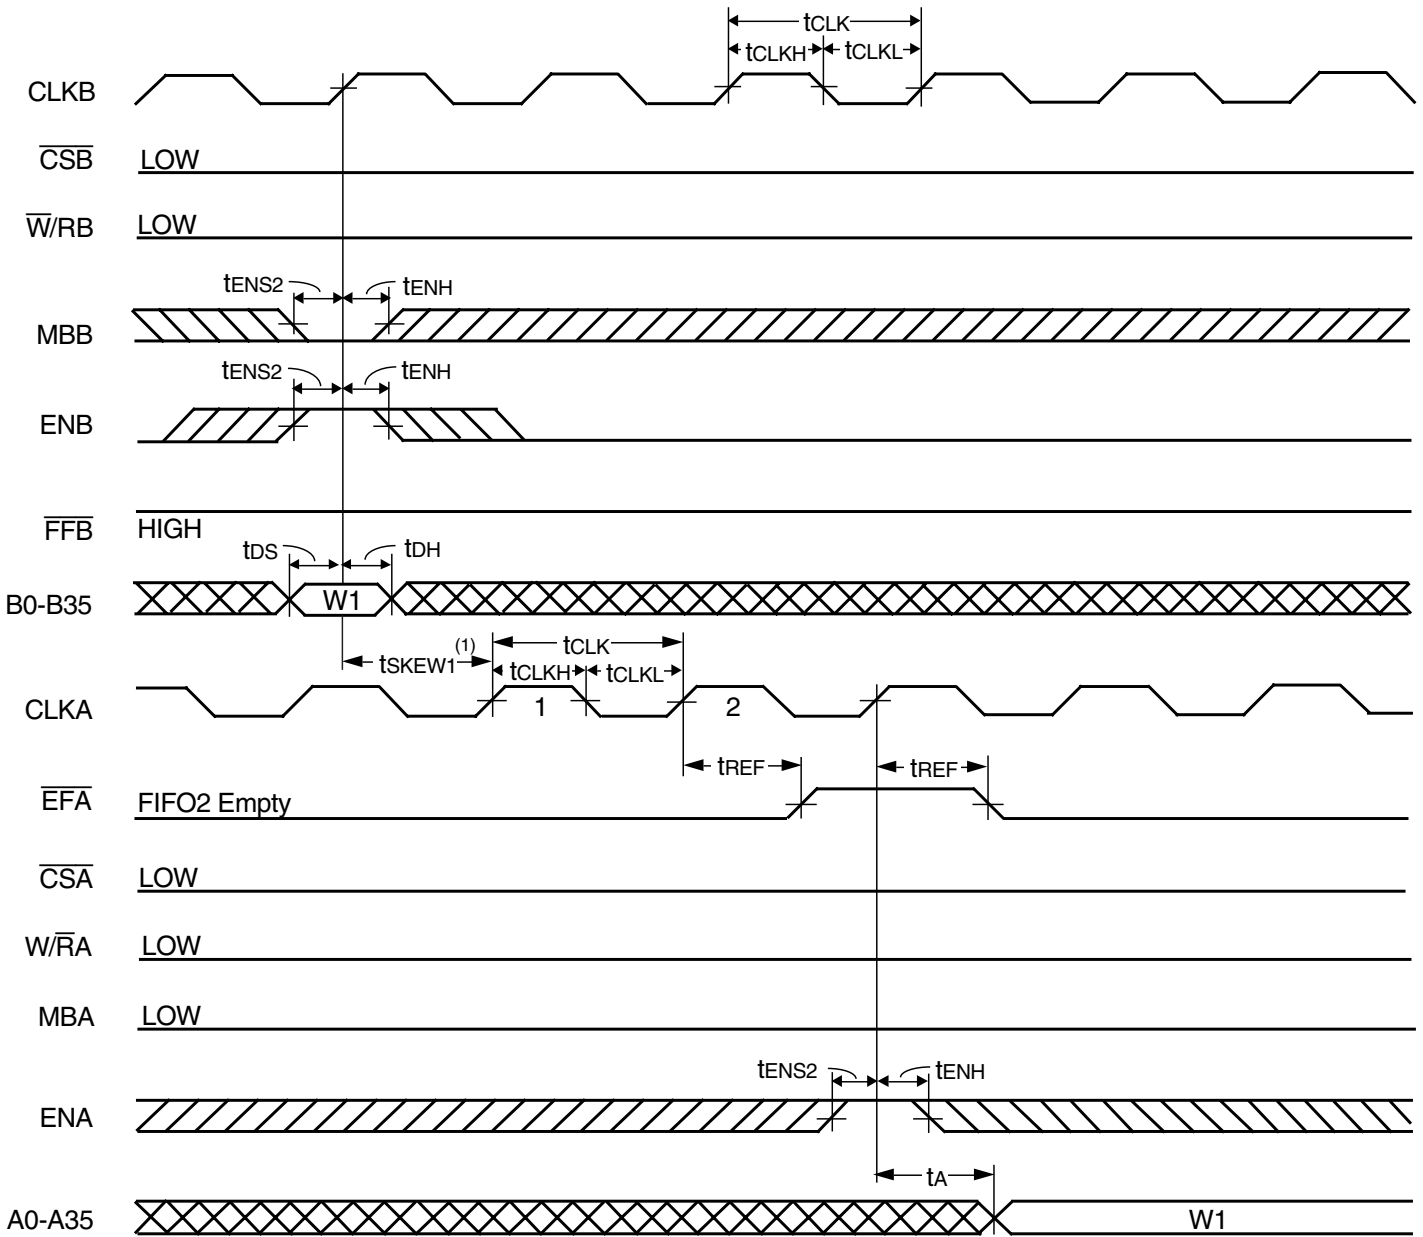 tCLK
tCLKH tCLKL
CLKB
CSB LOW
W/RB LOW
tENS2 tENH
MBB
tENS2 tENH
ENB
FFB HIGH
tDS tDH
B0-B35 W1
tSKEW1(1) tCLK
tCLKH tCLKL
CLKA 1 2
tREF tREF
EFA FIFO2 Empty
CSA LOW
W/RA LOW
MBA LOW
tENS2 tENH
ENA
tA
A0-A35 W1